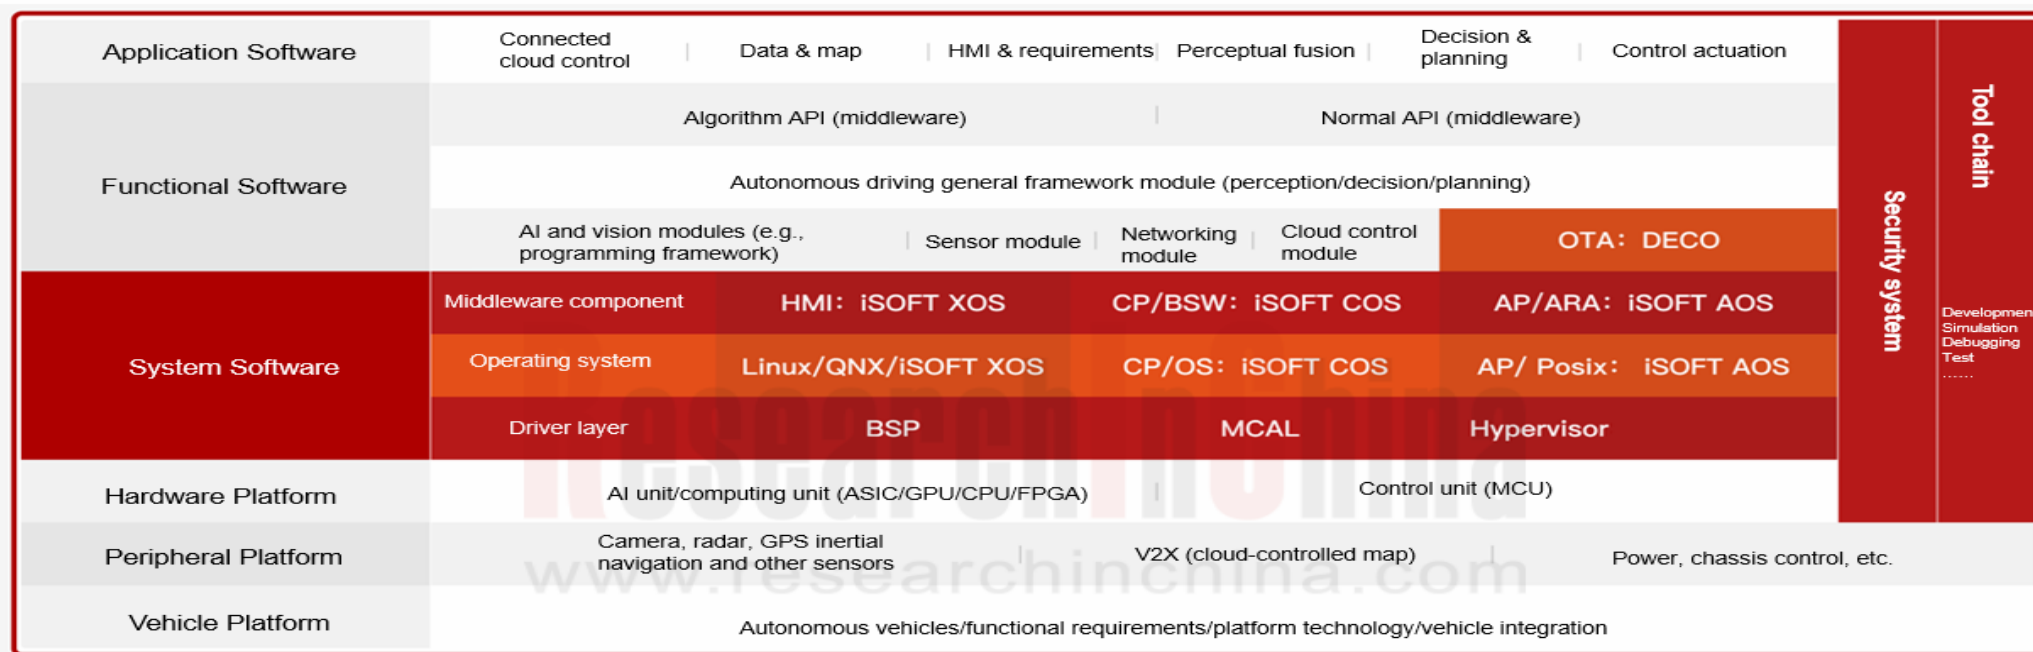 Application Software
Connected
cloud control
Data & map
HMI & requirements
Perceptual fusion
Decision &
planning
Control actuation
Functional Software
Algorithm API (middleware)
Normal API (middleware)
Autonomous driving general framework module (perception/decision/planning)
AI and vision modules (e.g.,
programming framework)
Sensor module
Networking
module
Cloud control
module
OTA: DECO
System Software
Middleware component
HMI: iSOFT XOS
CP/BSW: iSOFT COS
AP/ARA: iSOFT AOS
Operating system
Linux/QNX/iSOFT XOS
CP/OS: iSOFT COS
AP/ Posix: iSOFT AOS
Driver layer
BSP
MCAL
Hypervisor
Hardware Platform
AI unit/computing unit (ASIC/GPU/CPU/FPGA)
Control unit (MCU)
Peripheral Platform
Camera, radar, GPS inertial
navigation and other sensors
V2X (cloud-controlled map)
Power, chassis control, etc.
Vehicle Platform
Autonomous vehicles/functional requirements/platform technology/vehicle integration
Security system
Tool chain
Developmen
Simulation
Debugging
Test
......
ResearchInChina
www.researchinchina.com